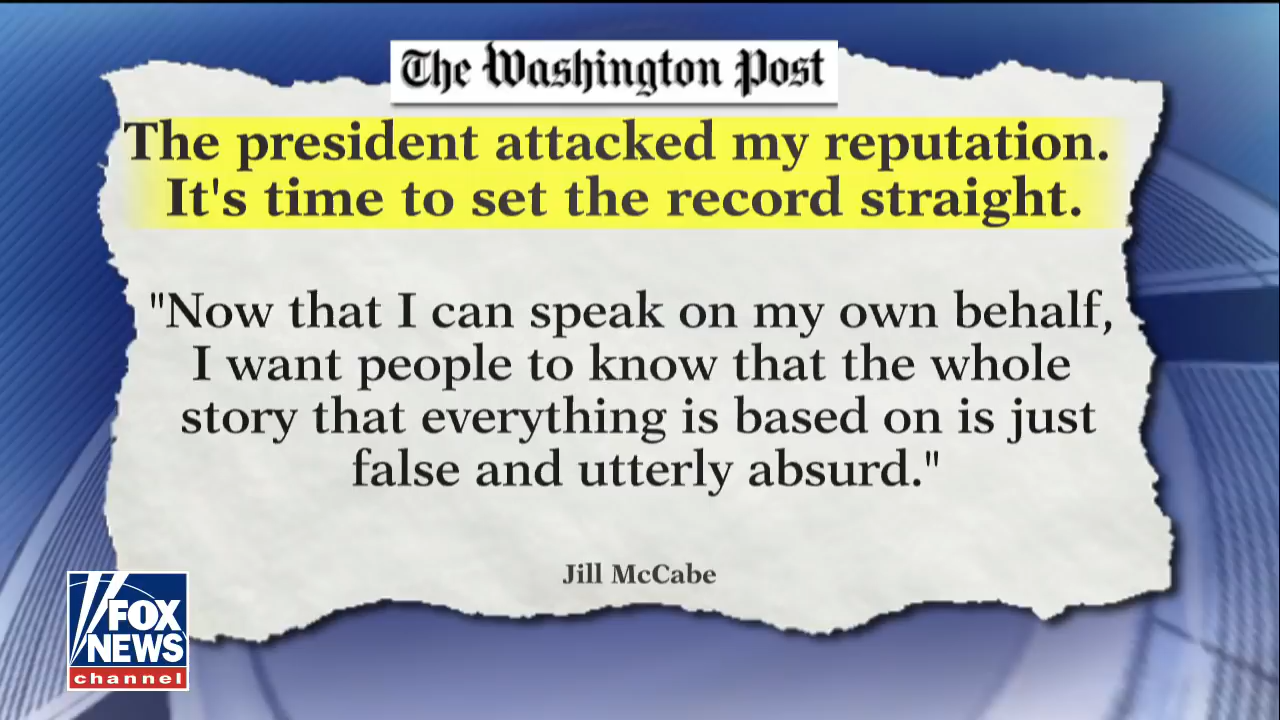 The Washington Post
The president attacked my reputation.
It's time to set the record straight.
"Now that I can speak on my own behalf,
I want people to know that the whole
story that everything is based on is just
false and utterly absurd."
Jill McCabe
FOX
NEWS
channel